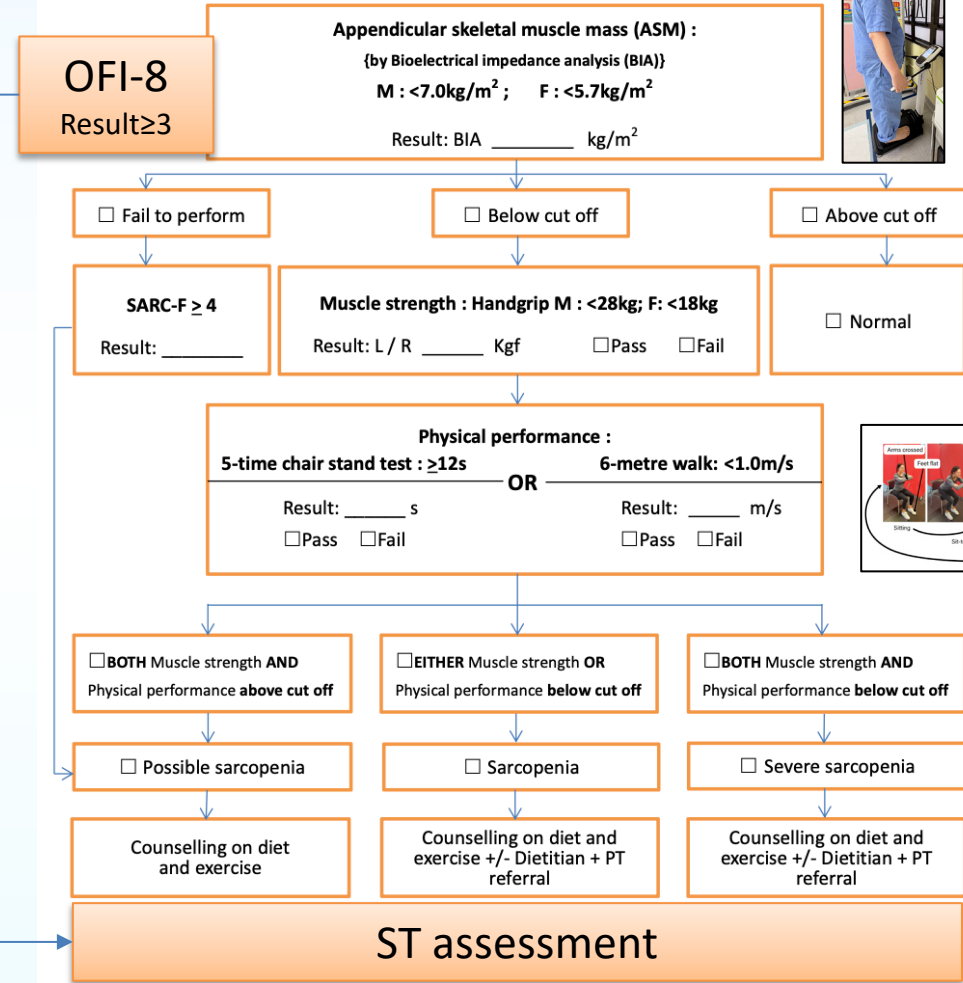 OFI-8
Result≥3
Appendicular skeletal muscle mass (ASM) :
{by Bioelectrical impedance analysis (BIA)}
M : <7.0kg/m² ; F : <5.7kg/m²
Result: BIA ________ kg/m²
☐ Fail to perform
☐ Below cut off
☐ Above cut off
SARC-F ≥ 4
Result: ________
Muscle strength : Handgrip M : <28kg; F: <18kg
Result: L / R ______ Kgf ☐Pass ☐Fail
☐ Normal
Physical performance :
5-time chair stand test : ≥12s
Result: ______ s
☐Pass ☐Fail
OR
6-metre walk: <1.0m/s
Result: _____ m/s
☐Pass ☐Fail
Arms crossed
Feet flat
Sitting
☐BOTH Muscle strength AND
Physical performance above cut off
☐EITHER Muscle strength OR
Physical performance below cut off
☐BOTH Muscle strength AND
Physical performance below cut off
☐ Possible sarcopenia
☐ Sarcopenia
☐ Severe sarcopenia
Counselling on diet
and exercise
Counselling on diet and
exercise +/- Dietitian + PT
referral
Counselling on diet and
exercise +/- Dietitian + PT
referral
ST assessment